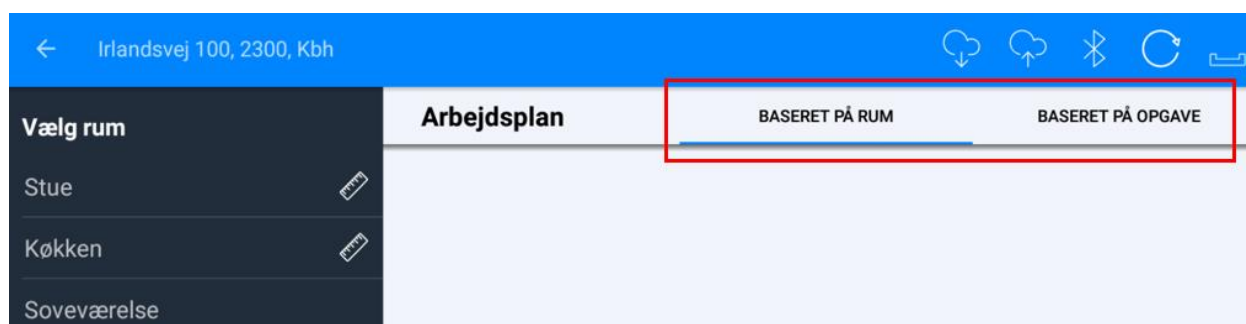 Irlandsvej 100, 2300, Kbh
Vælg rum
Stue
Køkken
Soveværelse
Arbejdsplan
BASERET PÅ RUM
BASERET PÅ OPGAVE